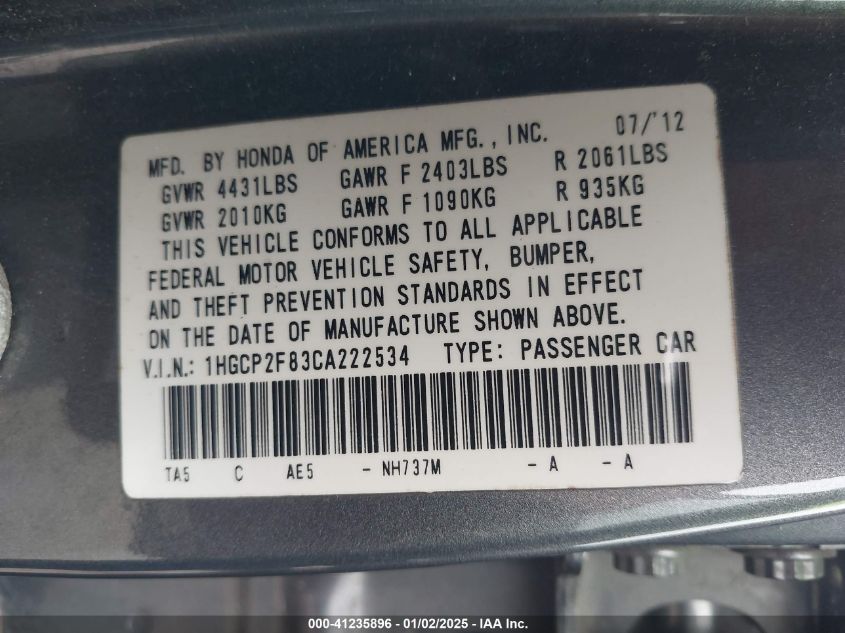 MFD. BY HONDA OF AMERICA MFG., INC. 07/'12
GVWR 4431LBS GAWR F 2403LBS R 2061LBS
GVWR 2010KG GAWR F 1090KG R 935KG
THIS VEHICLE CONFORMS TO ALL APPLICABLE
FEDERAL MOTOR VEHICLE SAFETY, BUMPER,
AND THEFT PREVENTION STANDARDS IN EFFECT
ON THE DATE OF MANUFACTURE SHOWN ABOVE.
V.I.N.: 1HGCP2F83CA222534 TYPE: PASSENGER CAR
TA5 C AE5 - NH737M - A - A
000-41235896 - 01/02/2025 - IAA Inc.